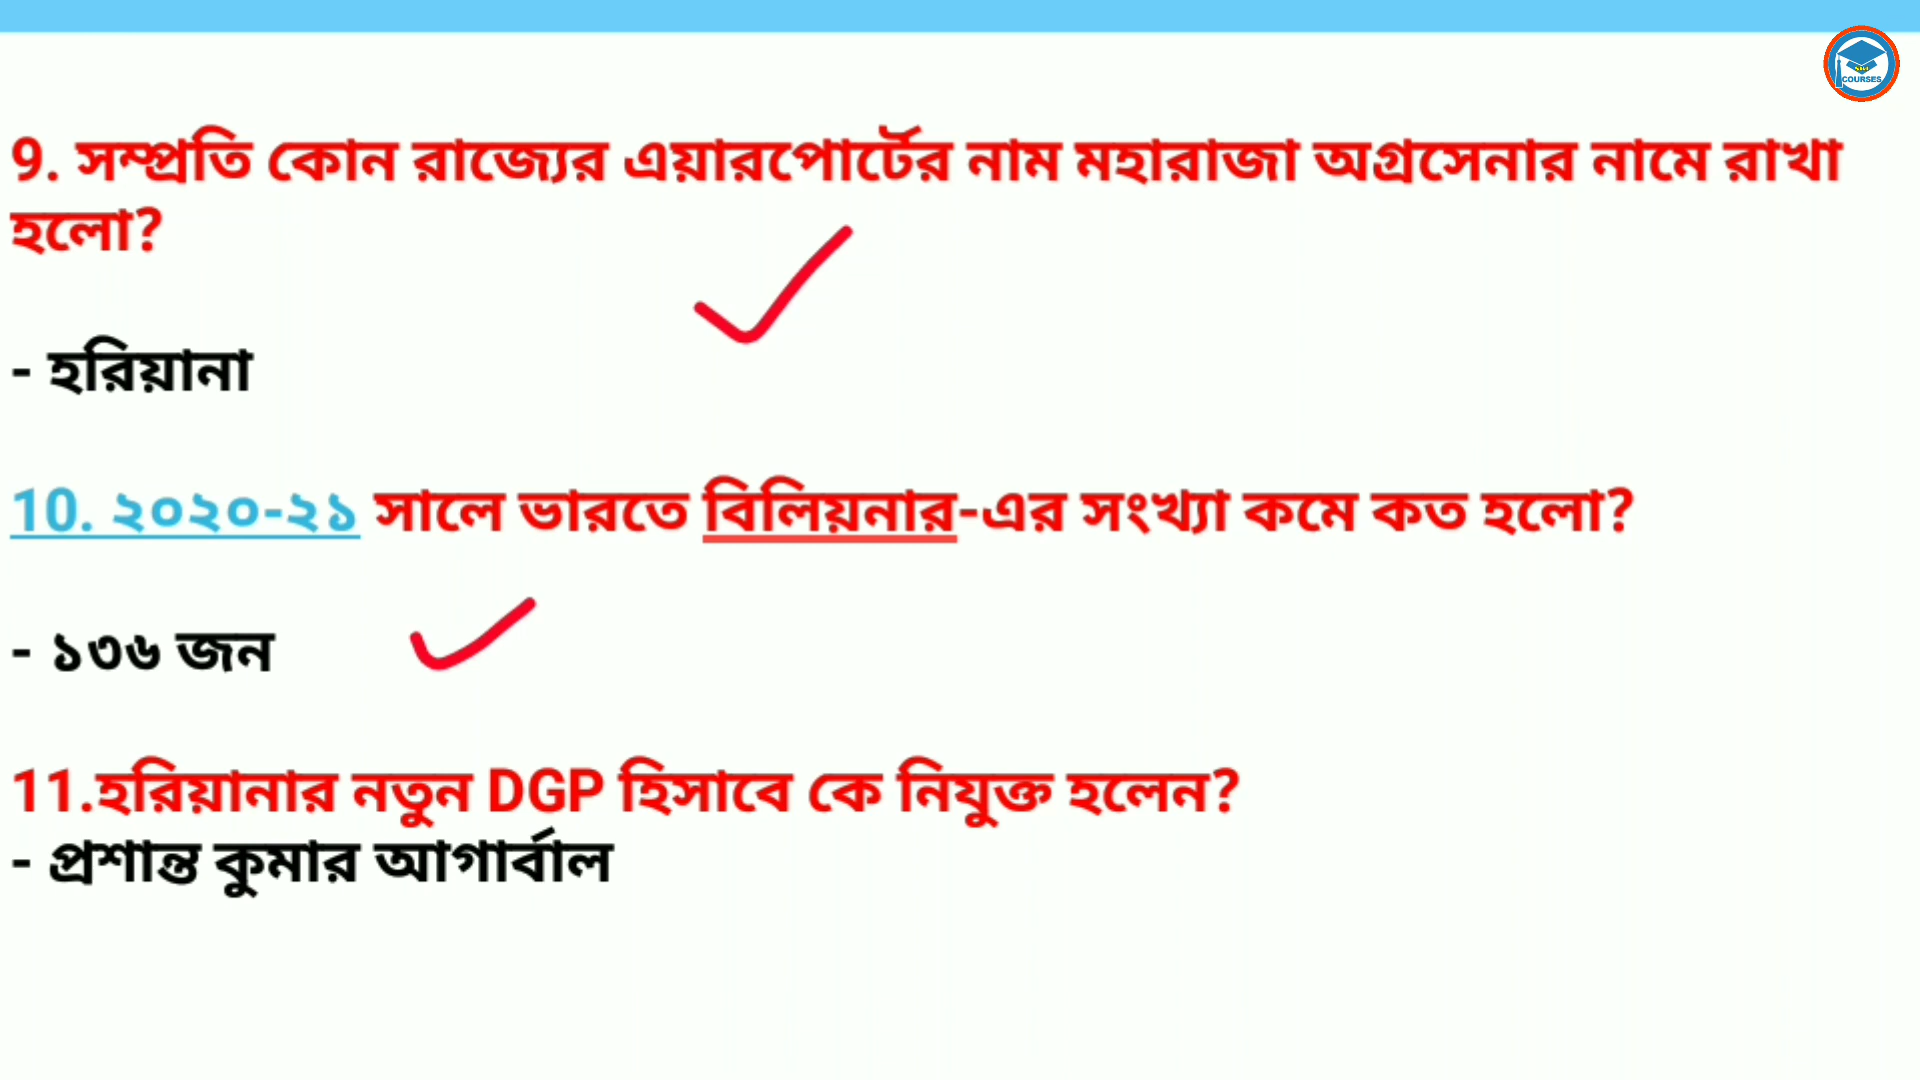 COURSES
9. সম্প্রতি কোন রাজ্যের এয়ারপোর্টের নাম মহারাজা অগ্রসেনার নামে রাখা
হলো?
- হরিয়ানা
10. ২০২০-২১ সালে ভারতে বিলিয়নার-এর সংখ্যা কমে কত হলো?
- ১৩৬ জন
11.হরিয়ানার নতুন DGP হিসাবে কে নিযুক্ত হলেন?
- প্রশান্ত কুমার আগার্বাল